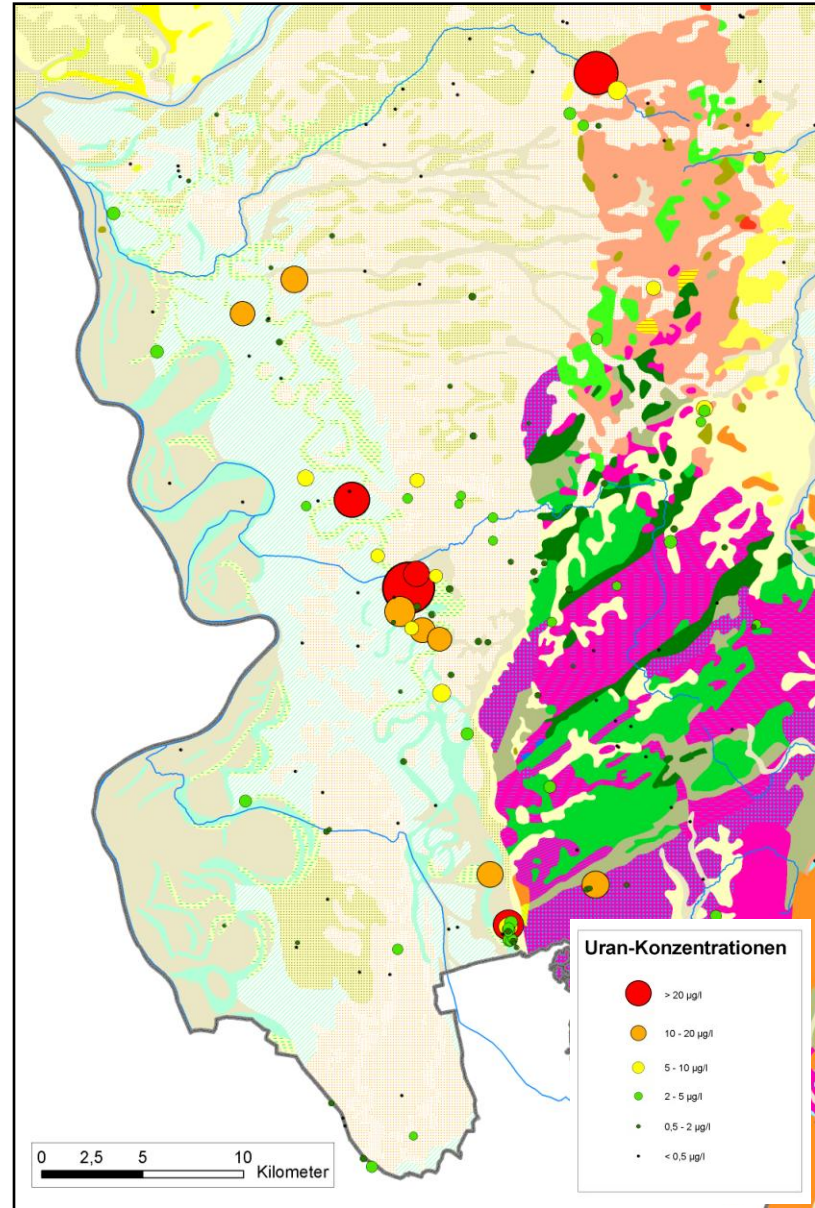 Uran-Konzentrationen
> 20 µg/l
10 - 20 µg/l
5 - 10 µg/l
2 - 5 µg/l
0,5 - 2 µg/l
< 0,5 µg/l
0 2,5 5 10
Kilometer